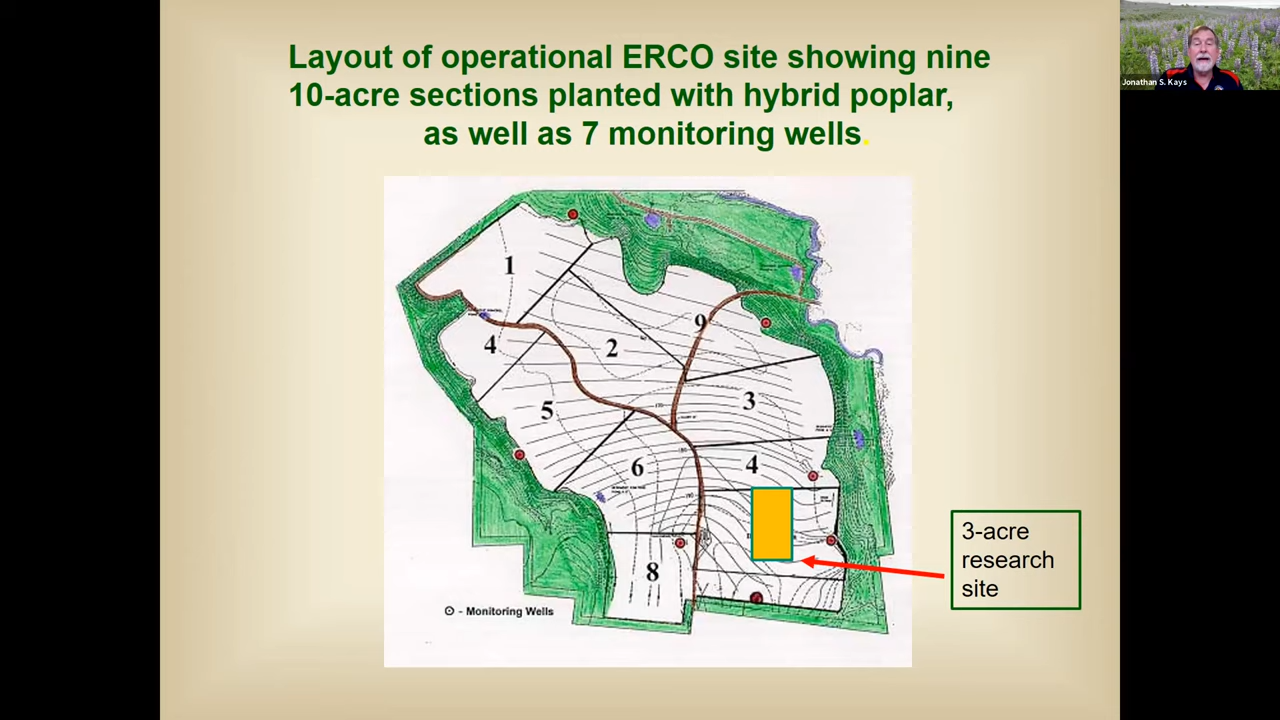 Layout of operational ERCO site showing nine
10-acre sections planted with hybrid poplar,
as well as 7 monitoring wells.
Jonathan S. Kays
1
9
4
2
5
3
6
4
8
3-acre
research
site
- Monitoring Wells